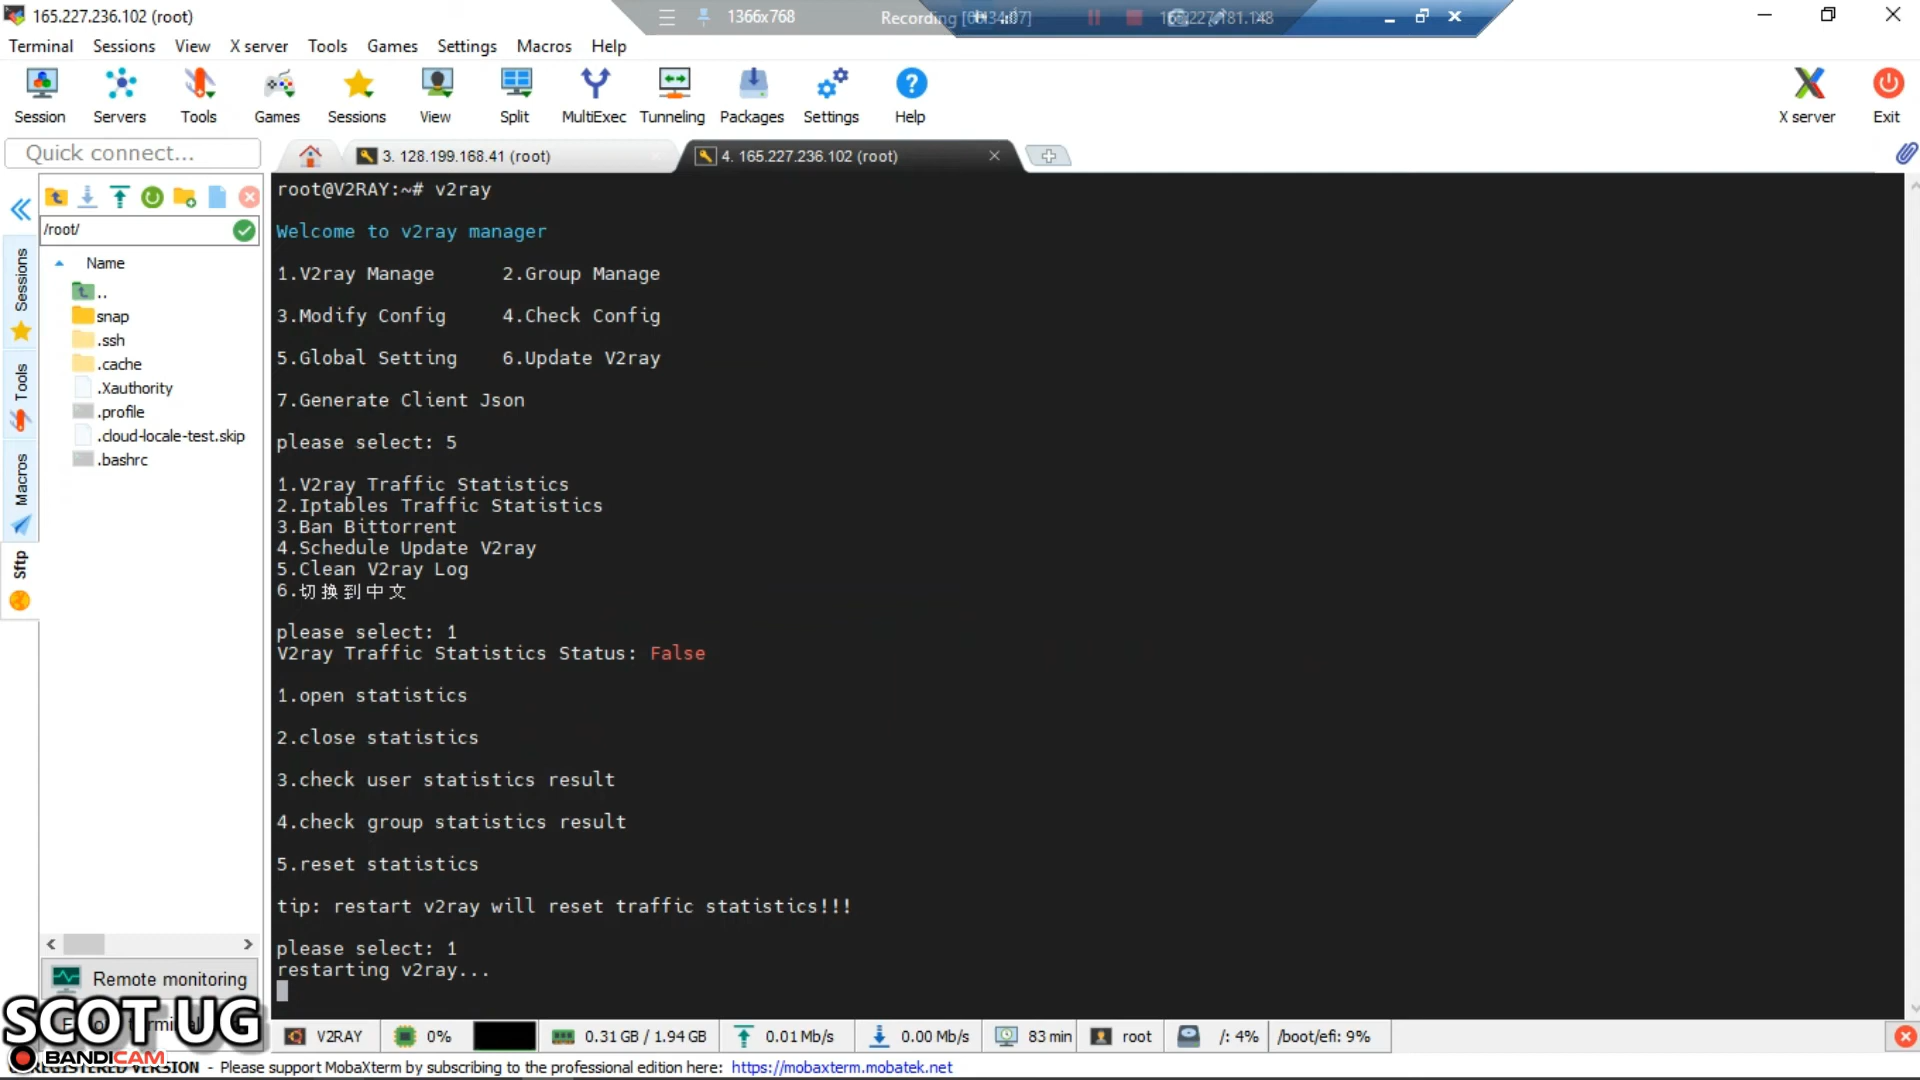 165.227.236.102 (root)
1366x768
Terminal Sessions View X server Tools Games Settings Macros Help
Session Servers Tools Games Sessions View Split MultiExec Tunneling Packages Settings Help X server Exit
Quick connect...
3. 128.199.168.41 (root)
4. 165.227.236.102 (root)
/root/
Name
..
snap
.ssh
.cache
.Xauthority
.profile
.cloud-locale-test.skip
.bashrc
Sessions
Tools
Macros
Sftp
root@V2RAY:~# v2ray
Welcome to v2ray manager
1.V2ray Manage 2.Group Manage
3.Modify Config 4.Check Config
5.Global Setting 6.Update V2ray
7.Generate Client Json
please select: 5
1.V2ray Traffic Statistics
2.Iptables Traffic Statistics
3.Ban Bittorrent
4.Schedule Update V2ray
5.Clean V2ray Log
6.切换到中文
please select: 1
V2ray Traffic Statistics Status: False
1.open statistics
2.close statistics
3.check user statistics result
4.check group statistics result
5.reset statistics
tip: restart v2ray will reset traffic statistics!!!
please select: 1
restarting v2ray...
Remote monitoring
SCOT UG
BANDICAM
V2RAY 0% 0.31 GB / 1.94 GB 0.01 Mb/s 0.00 Mb/s 83 min root /: 4% /boot/efi: 9%
VERSION - Please support MobaXterm by subscribing to the professional edition here: https://mobaxterm.mobatek.net